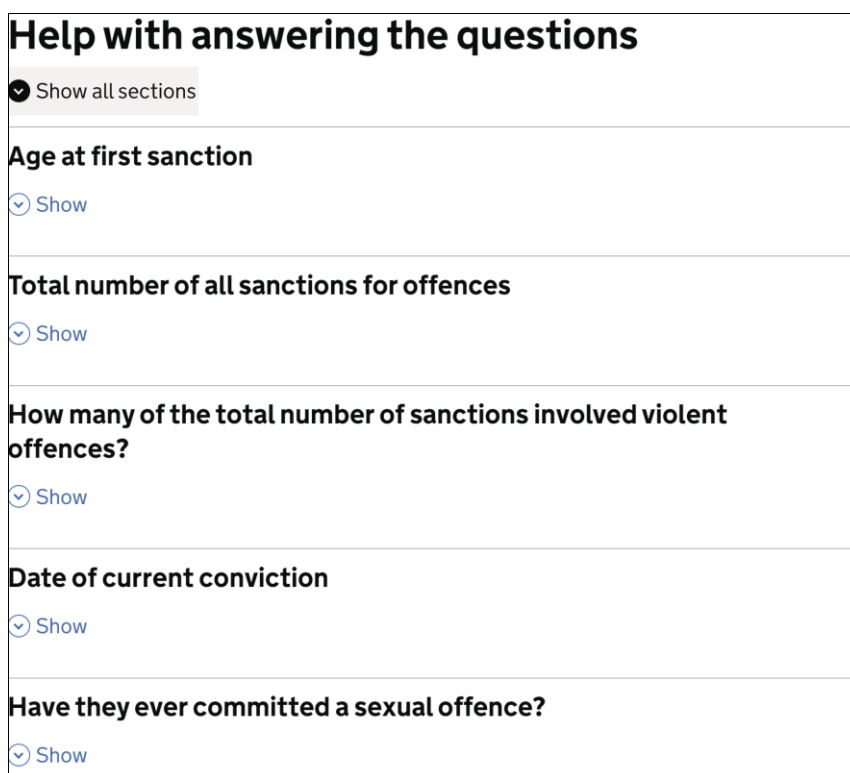 Help with answering the questions
Show all sections
Age at first sanction
Show
Total number of all sanctions for offences
Show
How many of the total number of sanctions involved violent
offences?
Show
Date of current conviction
Show
Have they ever committed a sexual offence?
Show